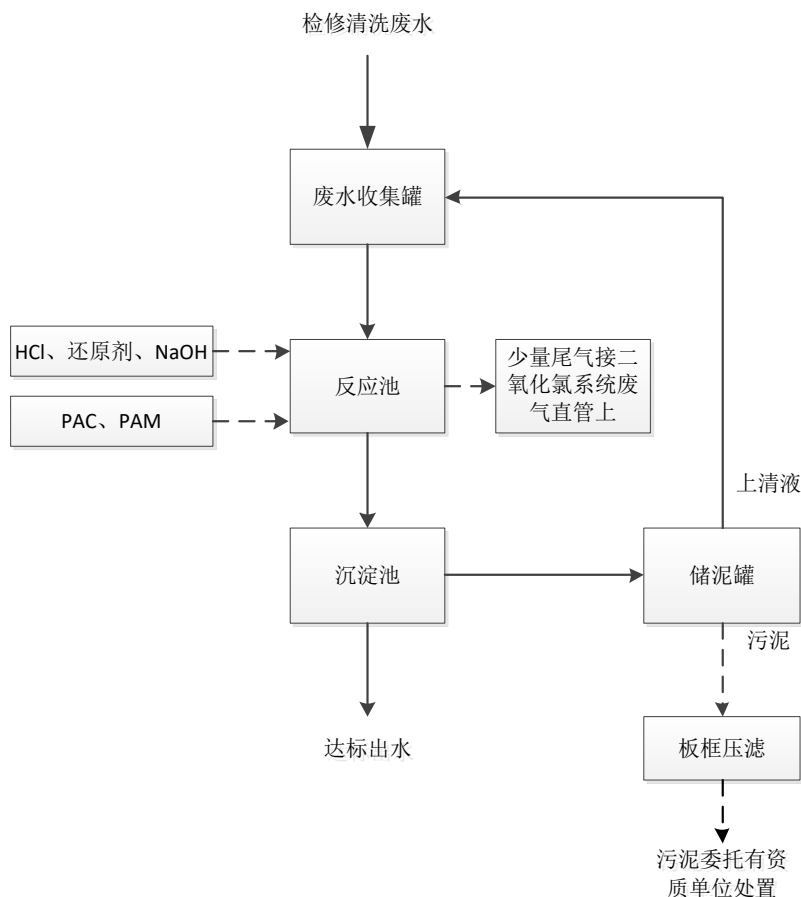 检修清洗废水
废水收集罐
HCl、还原剂、NaOH
反应池
少量尾气接二
氧化氯系统废
气直管上
PAC、PAM
上清液
沉淀池
储泥罐
污泥
达标出水
板框压滤
污泥委托有资
质单位处置